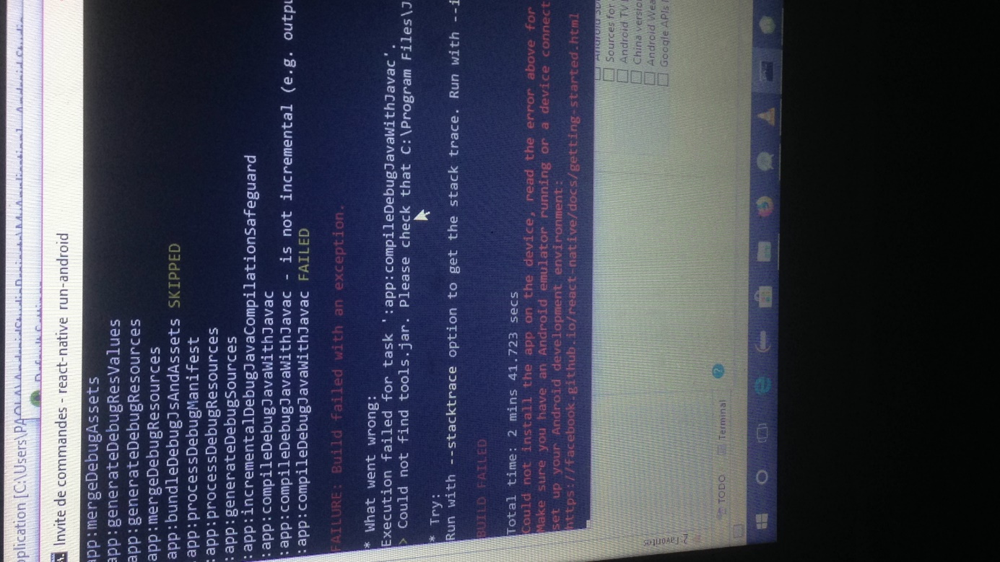 Invite de commandes - react-native run-android
app:mergeDebugAssets
app:generateDebugResValues
app:generateDebugResources
app:mergeDebugResources
app:bundleDebugJsAndAssets SKIPPED
:app:processDebugManifest
:app:processDebugResources
:app:generateDebugSources
:app:incrementalDebugJavaCompilationSafeguard
:app:compileDebugJavaWithJavac
:app:compileDebugJavaWithJavac - is not incremental (e.g. outpu
:app:compileDebugJavaWithJavac FAILED
FAILURE: Build failed with an exception.
* What went wrong:
Execution failed for task ':app:compileDebugJavaWithJavac'.
> Could not find tools.jar. Please check that C:\Program Files\J
* Try:
Run with --stacktrace option to get the stack trace. Run with --i
BUILD FAILED
Total time: 2 mins 41.723 secs
Could not install the app on the device, read the error above for
Make sure you have an Android emulator running or a device connect
set up your Android development environment:
https://facebook.github.io/react-native/docs/getting-started.html
Sources for
Android TV
China version
Android Wea
Google APIs
2: Favorites
TODO
Terminal
plication [C:\Users\PAOLA\